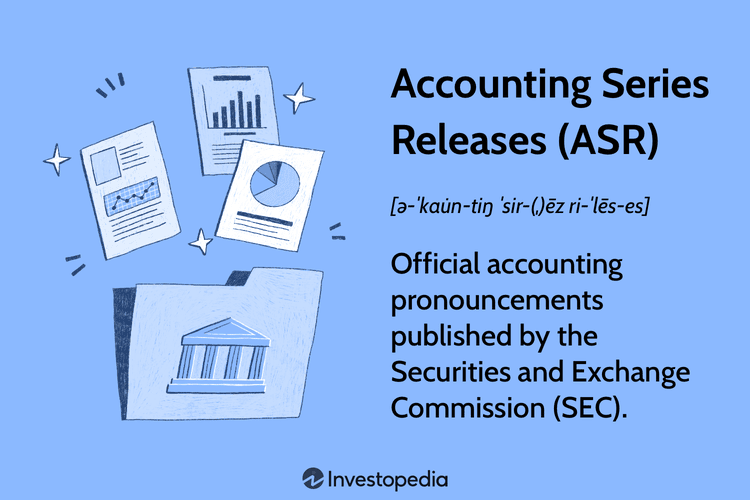 Accounting Series
Releases (ASR)
[ə-ˈkau̇n-tiŋ ˈsir-(ˌ)ēz ri-ˈlēs-es]
Official accounting
pronouncements
published by the
Securities and Exchange
Commission (SEC).
Investopedia